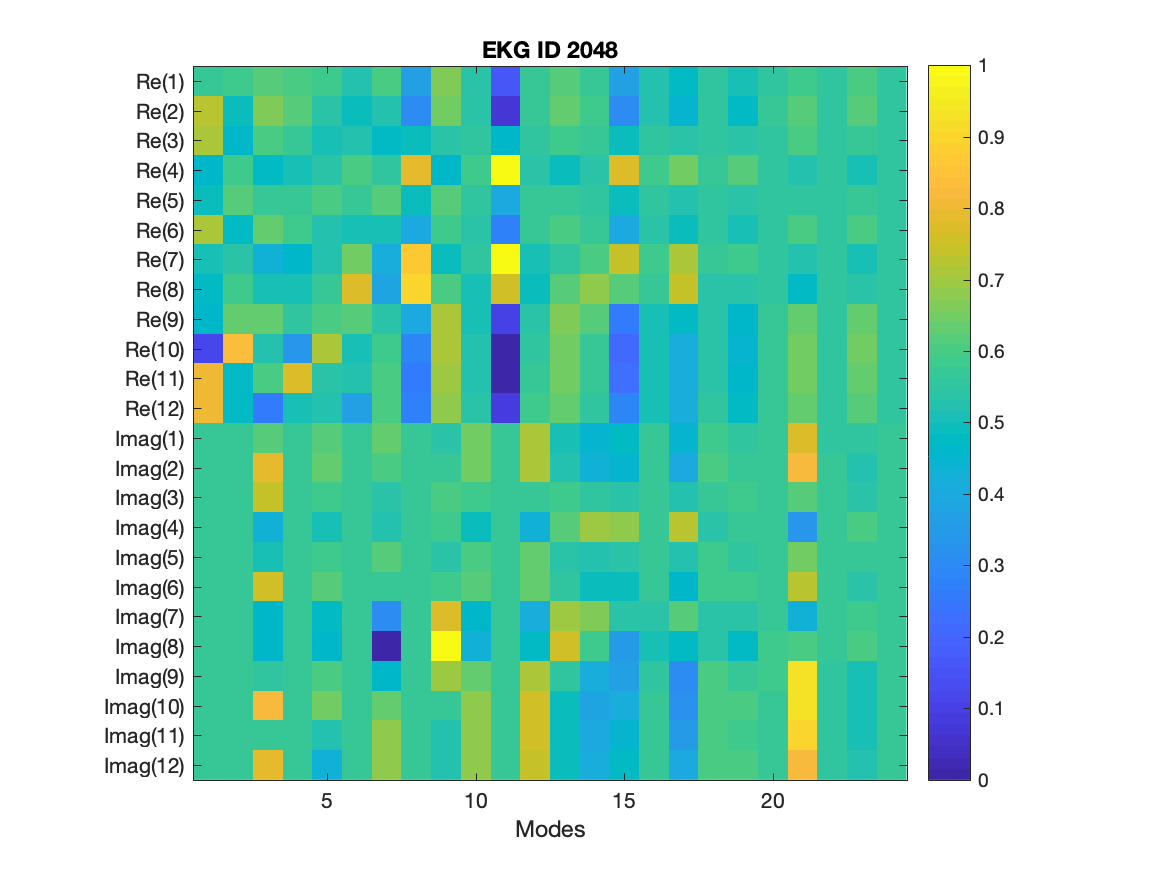 EKG ID 2048
Re(1)
Re(2)
Re(3)
Re(4)
Re(5)
Re(6)
Re(7)
Re(8)
Re(9)
Re(10)
Re(11)
Re(12)
Imag(1)
Imag(2)
Imag(3)
Imag(4)
Imag(5)
Imag(6)
Imag(7)
Imag(8)
Imag(9)
Imag(10)
Imag(11)
Imag(12)
5 10 15 20
Modes
1
0.9
0.8
0.7
0.6
0.5
0.4
0.3
0.2
0.1
0